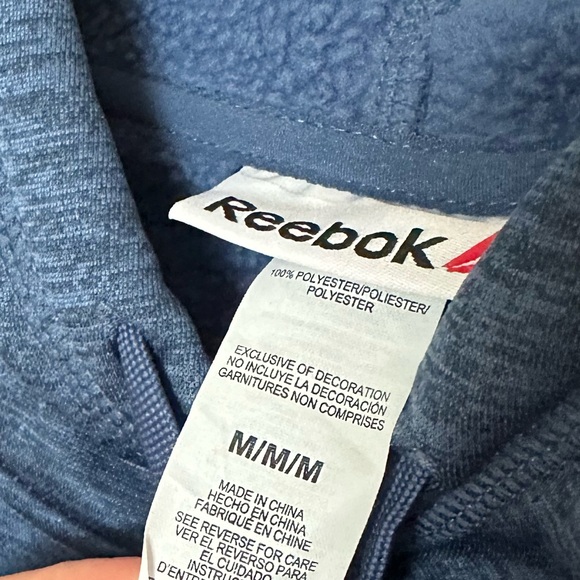 Reebok
100% POLYESTER/POLIESTER/
POLYESTER
EXCLUSIVE OF DECORATION
NO INCLUYE LA DECORACIÓN
GARNITURES NON COMPRISES
M/M/M
MADE IN CHINA
HECHO EN CHINA
FABRIQUÉ EN CHINE
SEE REVERSE FOR CARE
VER EL REVERSO PARA
EL CUIDADO